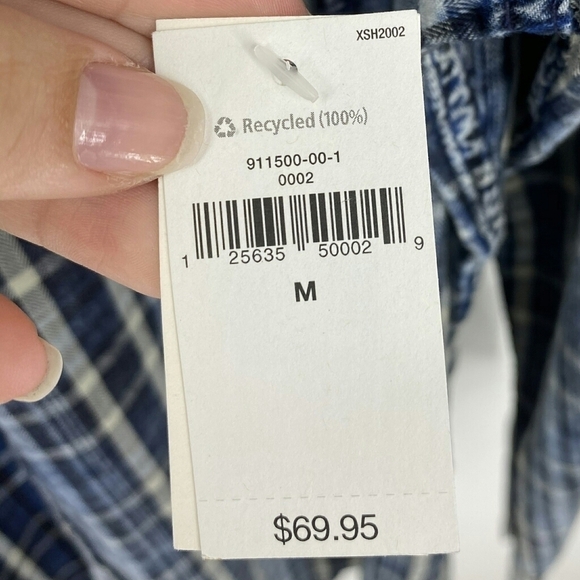 XSH2002
Recycled (100%)
911500-00-1
0002
1 25635 50002 9
M
$69.95